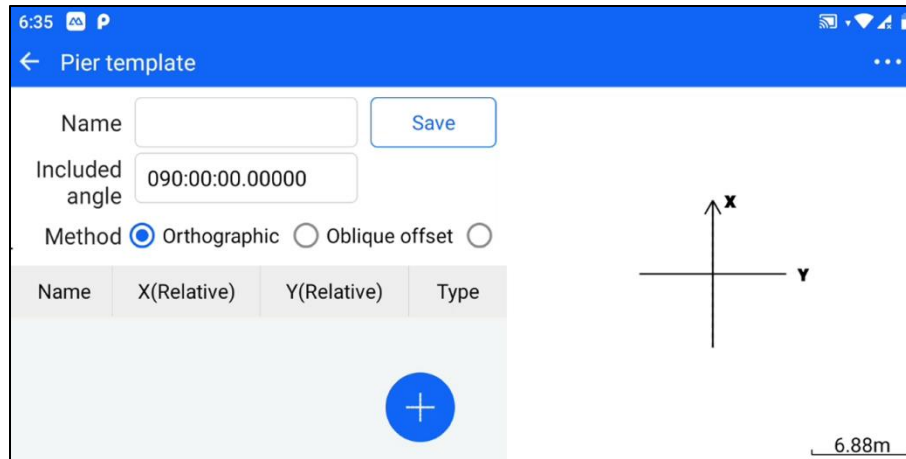 6:35
Pier template
Name
Save
Included angle
090:00:00.00000
Method Orthographic Oblique offset
Name X(Relative) Y(Relative) Type
X
Y
6.88m